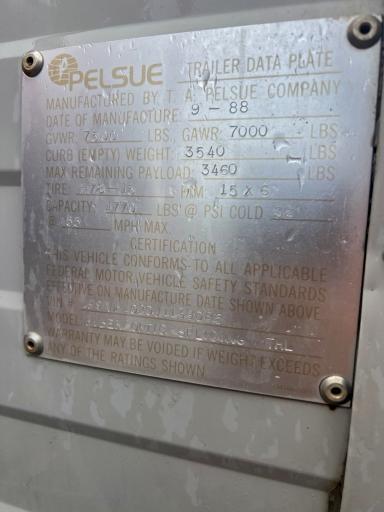 PELSUE TRAILER DATA PLATE
MANUFACTURED BY T. A. PELSUE COMPANY
DATE OF MANUFACTURE 9-88
GVWR LBS. GAWR 7000 LBS
CURB (EMPTY) WEIGHT 3540 LBS
MAX REMAINING PAYLOAD 3460 LBS
TIRE 15 X 6
CAPACITY LBS @ PSI COLD
@ 55 MPH MAX.
CERTIFICATION
THIS VEHICLE CONFORMS TO ALL APPLICABLE
FEDERAL MOTOR VEHICLE SAFETY STANDARDS
EFFECTIVE ON MANUFACTURE DATE SHOWN ABOVE
VIN #
MODEL SPLICING TRL
WARRANTY MAY BE VOIDED IF WEIGHT EXCEEDS
ANY OF THE RATINGS SHOWN.